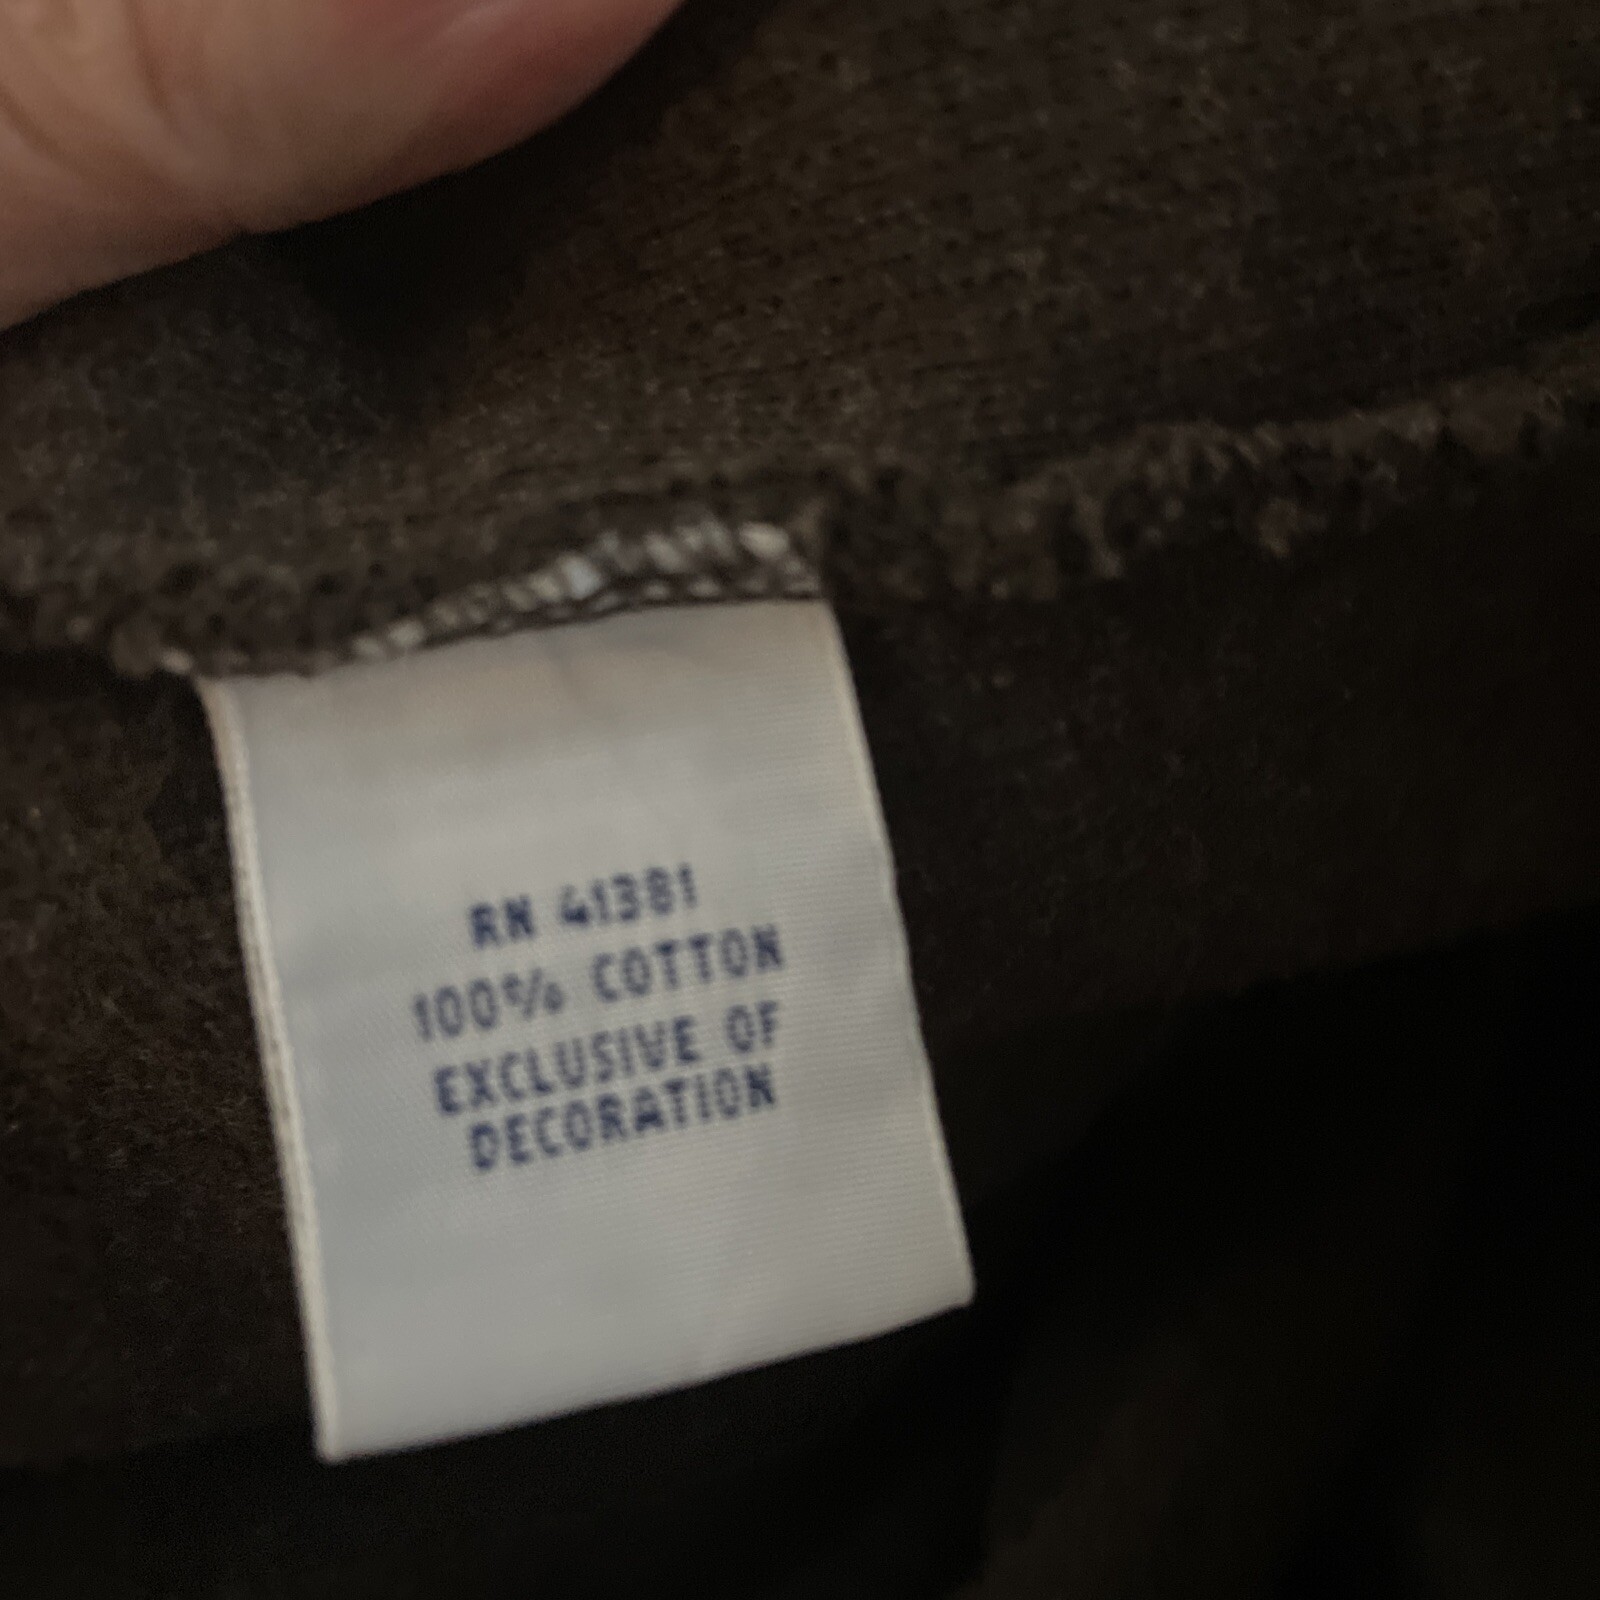 RN 41381
100% COTTON
EXCLUSIVE OF
DECORATION